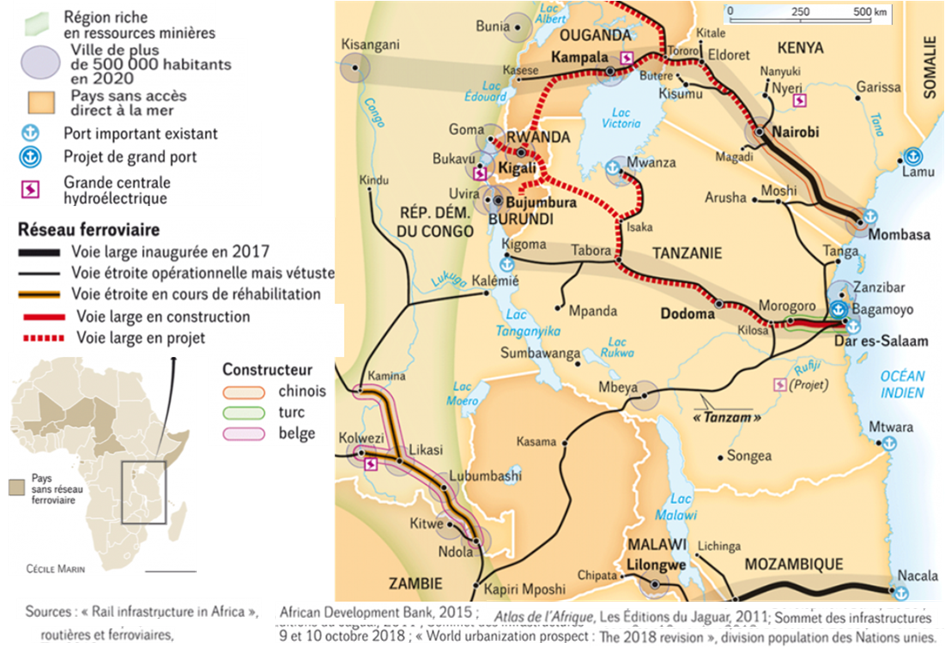 Région riche
en ressources minières
Ville de plus
de 500 000 habitants
en 2020
Pays sans accès
direct à la mer
Port important existant
Projet de grand port
Grande centrale
hydroélectrique
Réseau ferroviaire
Voie large inaugurée en 2017
Voie étroite opérationnelle mais vétuste
Voie étroite en cours de réhabilitation
Voie large en construction
Voie large en projet
Constructeur
chinois
turc
belge
Pays
sans réseau
ferroviaire
CÉCILE MARIN
0 250 500 km
Lac
Albert
Bunia
OUGANDA
Kitale
KENYA
SOMALIE
Kisangani
Kampala
Tororo
Eldoret
Kasese
Butere
Kisumu
Nanyuki
Nyeri
Garissa
Lac
Édouard
Congo
Lac
Victoria
Tana
Goma
RWANDA
Nairobi
Bukavu
Kigali
Mwanza
Magadi
Lamu
Kindu
Uvira
Bujumbura
BURUNDI
Arusha
Moshi
RÉP. DÉM.
DU CONGO
Isaka
Mombasa
Kigoma
Tabora
TANZANIE
Tanga
Lukuga
Kalémié
Zanzibar
Mpanda
Dodoma
Morogoro
Bagamoyo
Lac
Tanganyika
Kilosa
Dar es-Salaam
Sumbawanga
Lac
Rukwa
Rufiji
(Projet)
OCÉAN
INDIEN
Kamina
Lac
Moero
Mbeya
« Tanzam »
Kolwezi
Likasi
Kasama
Mtwara
Songea
Lubumbashi
Lac
Malawi
Kitwe
Ndola
MALAWI
Lichinga
Lilongwe
MOZAMBIQUE
Chipata
Nacala
ZAMBIE
Kapiri Mposhi
Sources : « Rail infrastructure in Africa », African Development Bank, 2015 ; Atlas de l'Afrique, Les Éditions du Jaguar, 2011; Sommet des infrastructures
routières et ferroviaires, 9 et 10 octobre 2018 ; « World urbanization prospect : The 2018 revision », division population des Nations unies.